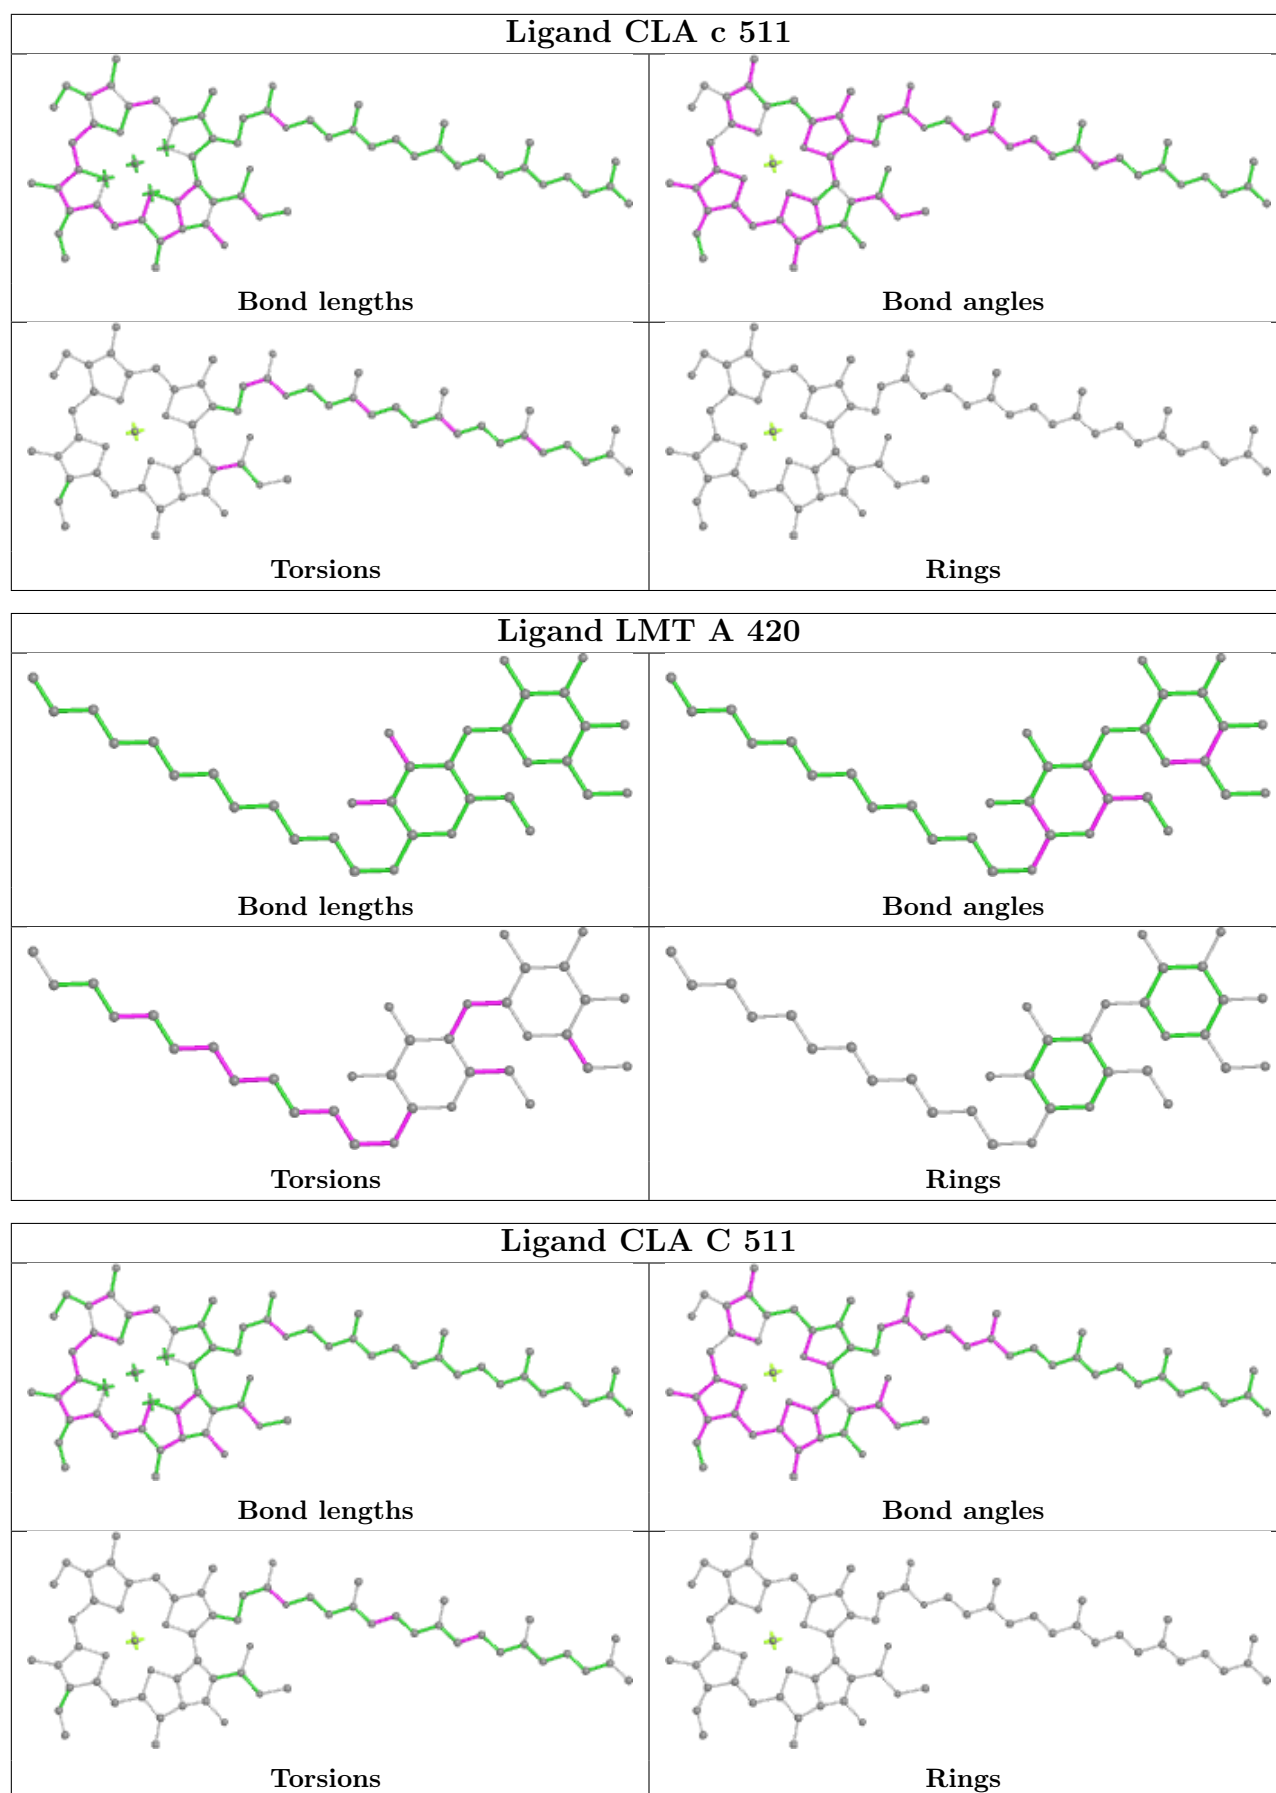 Ligand CLA c 511
Bond lengths
Bond angles
Torsions
Rings
Ligand LMT A 420
Bond lengths
Bond angles
Torsions
Rings
Ligand CLA C 511
Bond lengths
Bond angles
Torsions
Rings